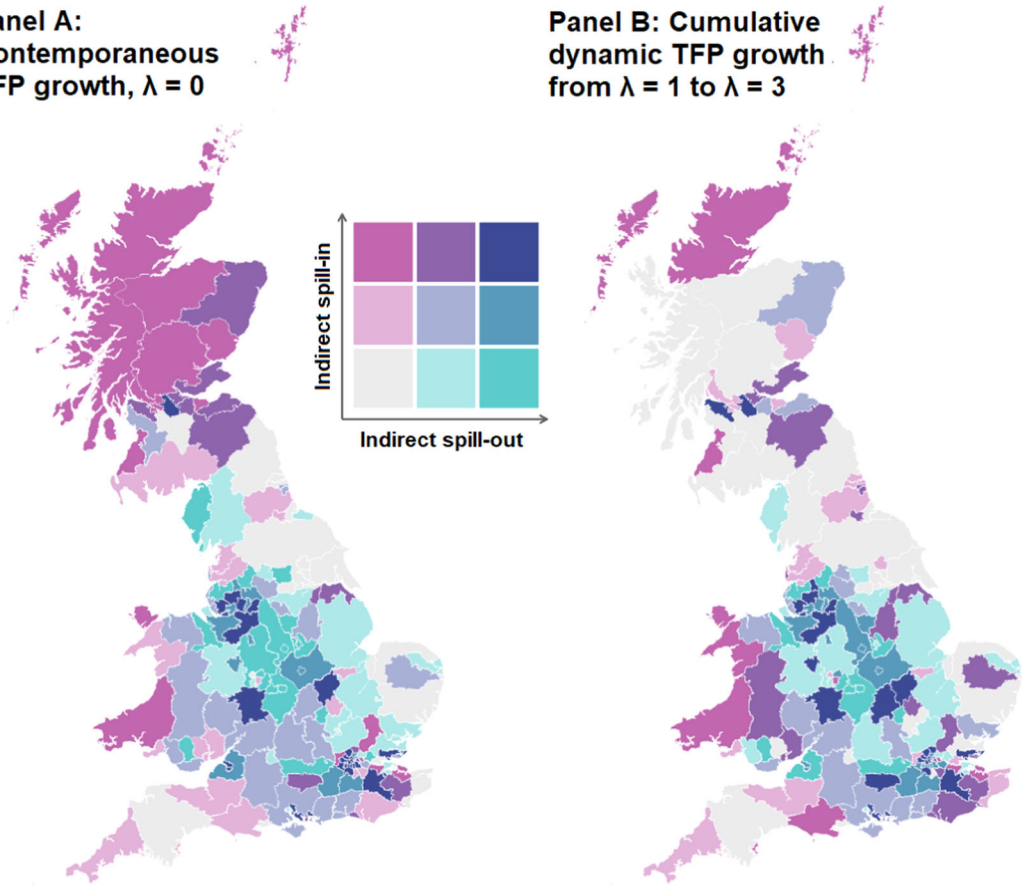 anel A:
ontemporaneous
FP growth, λ = 0
Panel B: Cumulative
dynamic TFP growth
from λ = 1 to λ = 3
Indirect spill-in
Indirect spill-out